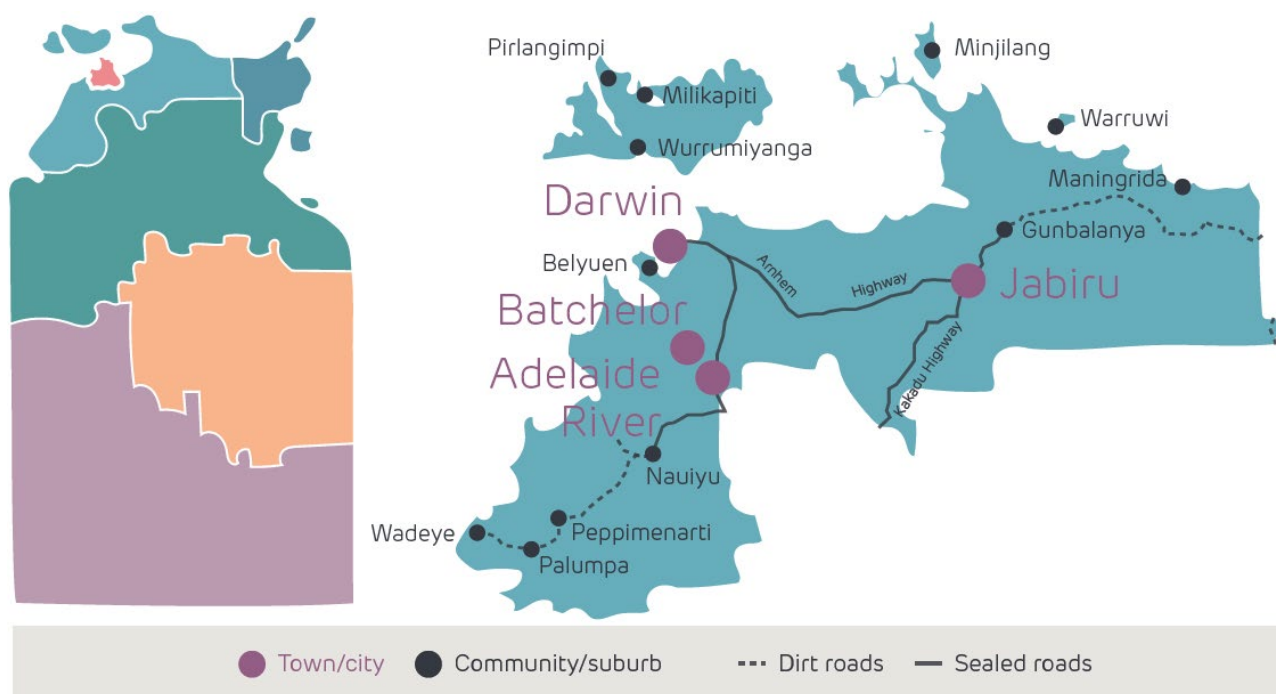 Pirlangimpi
Minjilang
Milikapiti
Warruwi
Wurrumiyanga
Maningrida
Darwin
Gunbalanya
Belyuen
Arnhem
Highway
Jabiru
Batchelor
Kakadu Highway
Adelaide
River
Nauiyu
Wadeye
Peppimenarti
Palumpa
Town/city
Community/suburb
Dirt roads
Sealed roads